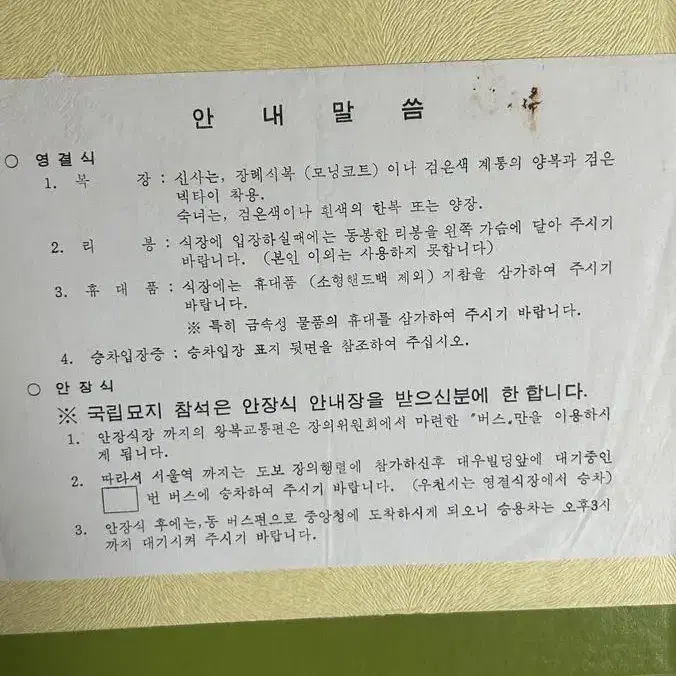 안 내 말 씀
○ 영결식
1. 복 장 : 신사는, 장례식복 (모닝코트) 이나 검은색 계통의 양복과 검은
넥타이 착용.
숙녀는, 검은색이나 흰색의 한복 또는 양장.
2. 리 봉 : 식장에 입장하실때에는 동봉한 리봉을 왼쪽 가슴에 달아 주시기
바랍니다. (본인 이외는 사용하지 못합니다)
3. 휴 대 품 : 식장에는 휴대품 (소형핸드백 제외) 지참을 삼가하여 주시기
바랍니다.
※ 특히 금속성 물품의 휴대를 삼가하여 주시기 바랍니다.
4. 승차입장증 : 승차입장 표지 뒷면을 참조하여 주십시오.
○ 안장식
※ 국립묘지 참석은 안장식 안내장을 받으신분에 한 합니다.
1. 안장식장 까지의 왕복교통편은 장의위원회에서 마련한 "버스"만을 이용하시
게 됩니다.
2. 따라서 서울역 까지는 도보 장의행렬에 참가하신후 대우빌딩앞에 대기중인
번 버스에 승차하여 주시기 바랍니다. (우천시는 영결식장에서 승차)
3. 안장식 후에는, 동 버스편으로 중앙청에 도착하시게 되오니 승용차는 오후3시
까지 대기시켜 주시기 바랍니다.